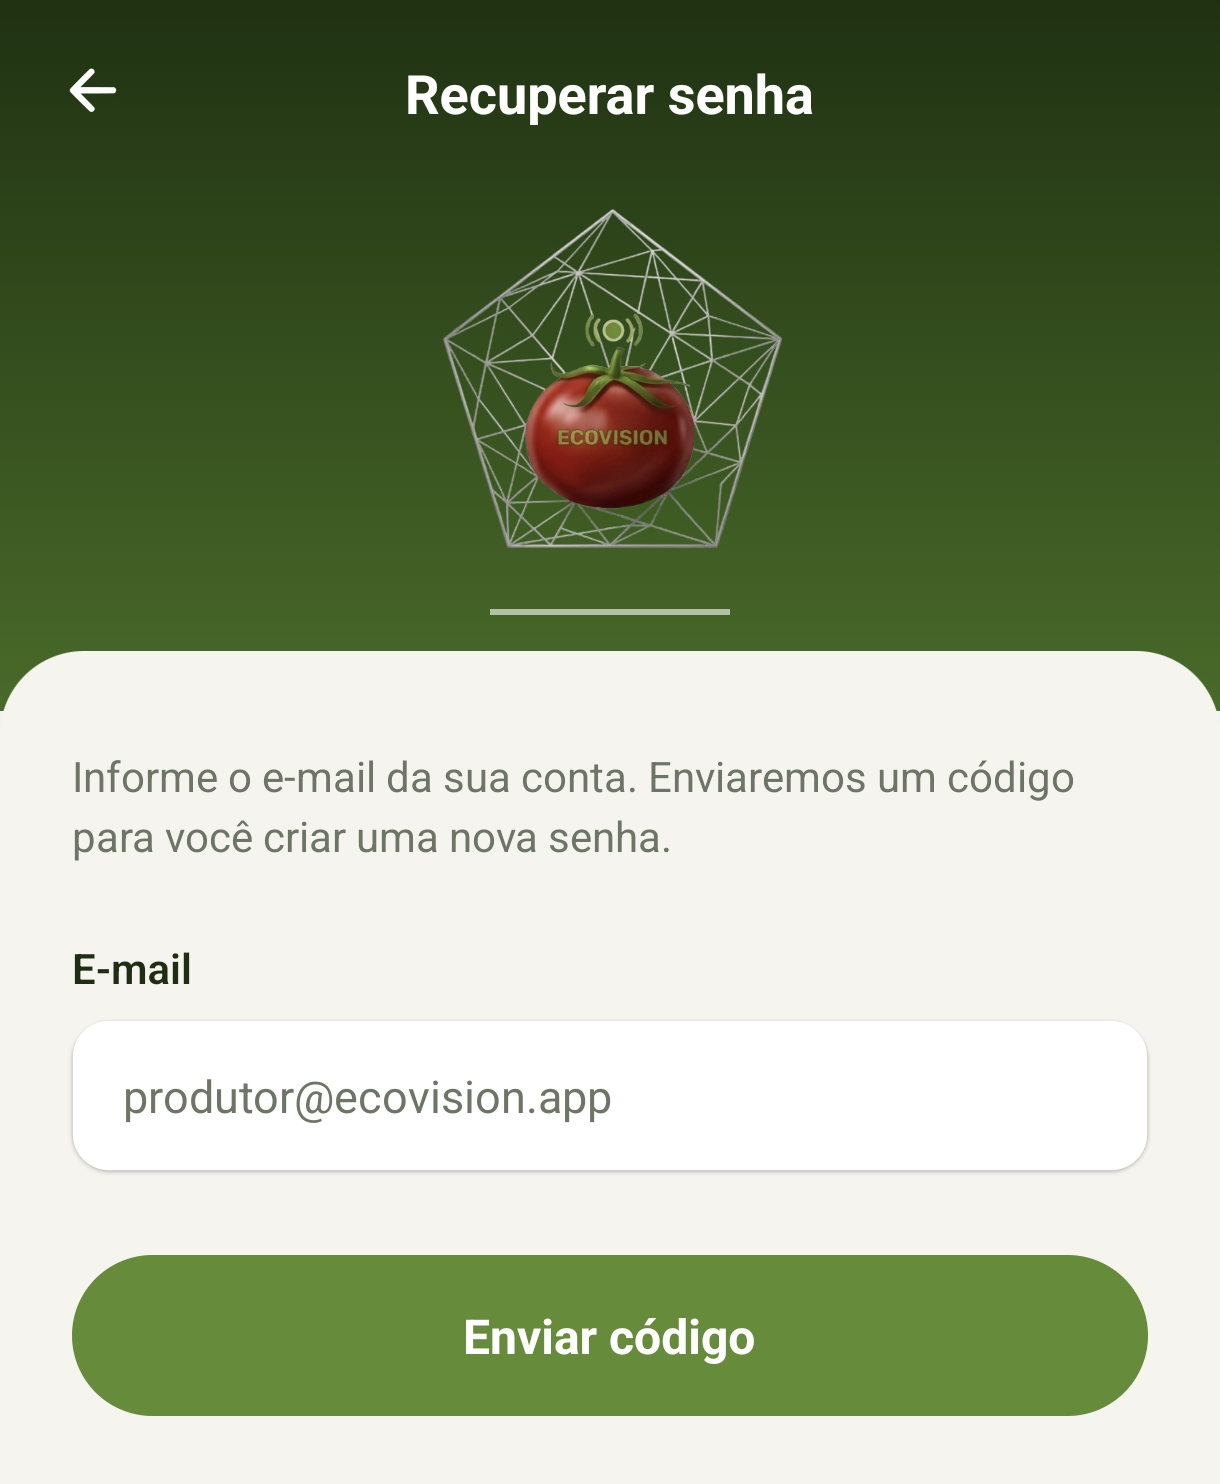 Recuperar senha
ECOVISION
Informe o e-mail da sua conta. Enviaremos um código
para você criar uma nova senha.
E-mail
produtor@ecovision.app
Enviar código